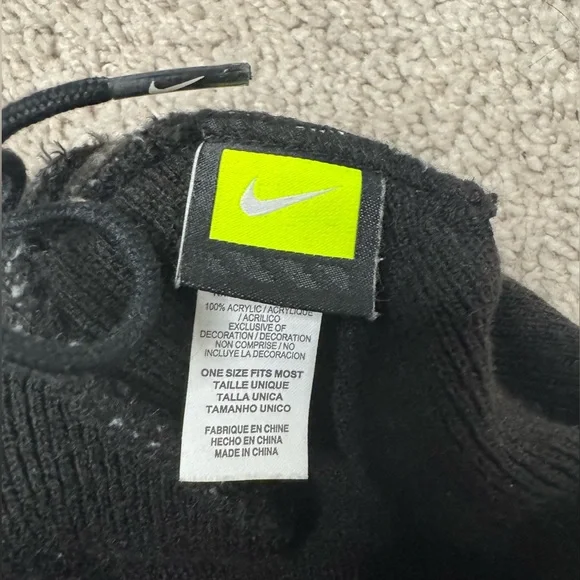 100% ACRYLIC / ACRYLIQUE
/ ACRILICO
EXCLUSIVE OF
DECORATION / DECORATION
NON COMPRISE / NO
INCLUYE LA DECORACION
ONE SIZE FITS MOST
TAILLE UNIQUE
TALLA UNICA
TAMANHO UNICO
FABRIQUE EN CHINE
HECHO EN CHINA
MADE IN CHINA